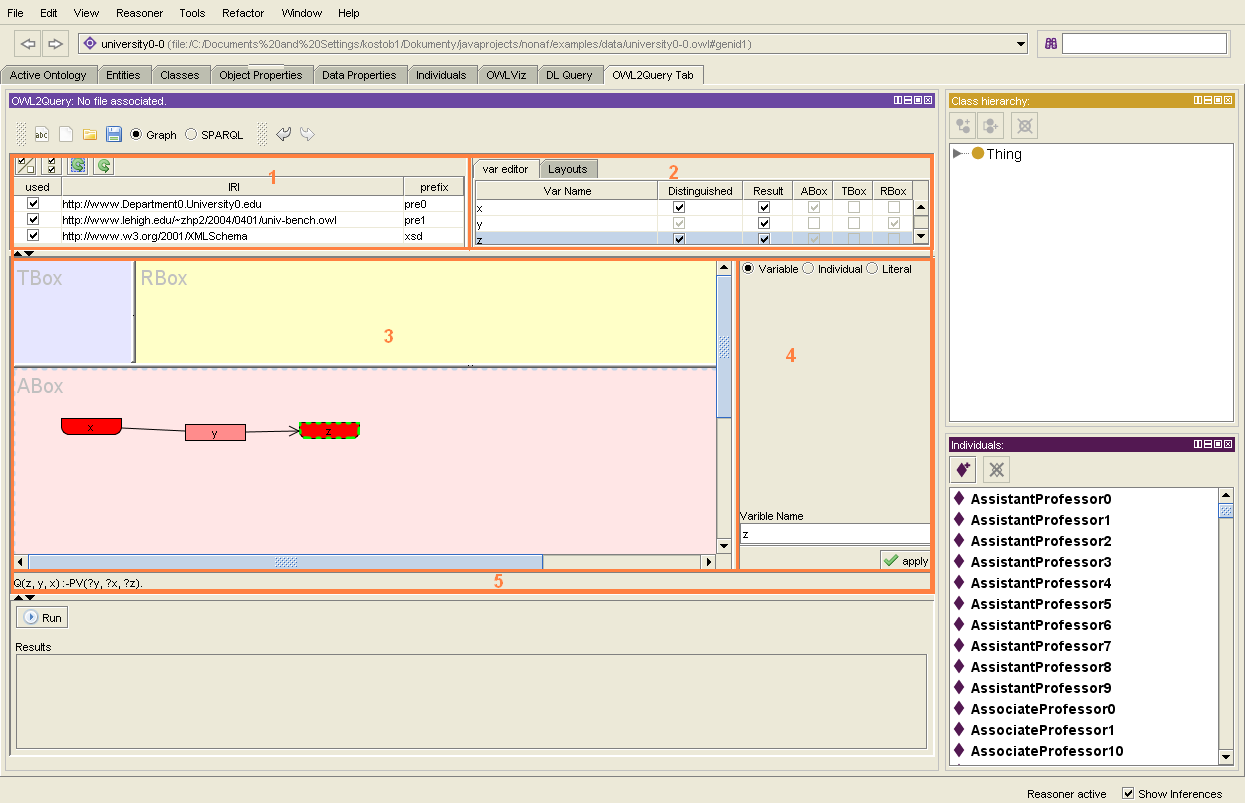 File Edit View Reasoner Tools Refactor Window Help
university0-0 (file:/C:/Documents%20and%20Settings/kostob1/Dokumenty/javaprojects/nonaf/examples/data/university0-0.owl#genid1)
Active Ontology Entities Classes Object Properties Data Properties Individuals OWLViz DL Query OWL2Query Tab
OWL2Query: No file associated.
abc Graph SPARQL
1
used IRI prefix
http://www.Department0.University0.edu pre0
http://www.lehigh.edu/~zhp2/2004/0401/univ-bench.owl pre1
http://www.w3.org/2001/XMLSchema xsd
var editor Layouts 2
Var Name Distinguished Result ABox TBox RBox
x
y
z
TBox RBox
3
ABox
x y z
Variable Individual Literal
4
Varible Name
z
apply
Q(z, y, x) :-PV(?y, ?x, ?z). 5
Run
Results
Class hierarchy:
Thing
Individuals:
AssistantProfessor0
AssistantProfessor1
AssistantProfessor2
AssistantProfessor3
AssistantProfessor4
AssistantProfessor5
AssistantProfessor6
AssistantProfessor7
AssistantProfessor8
AssistantProfessor9
AssociateProfessor0
AssociateProfessor1
AssociateProfessor10
Reasoner active Show Inferences